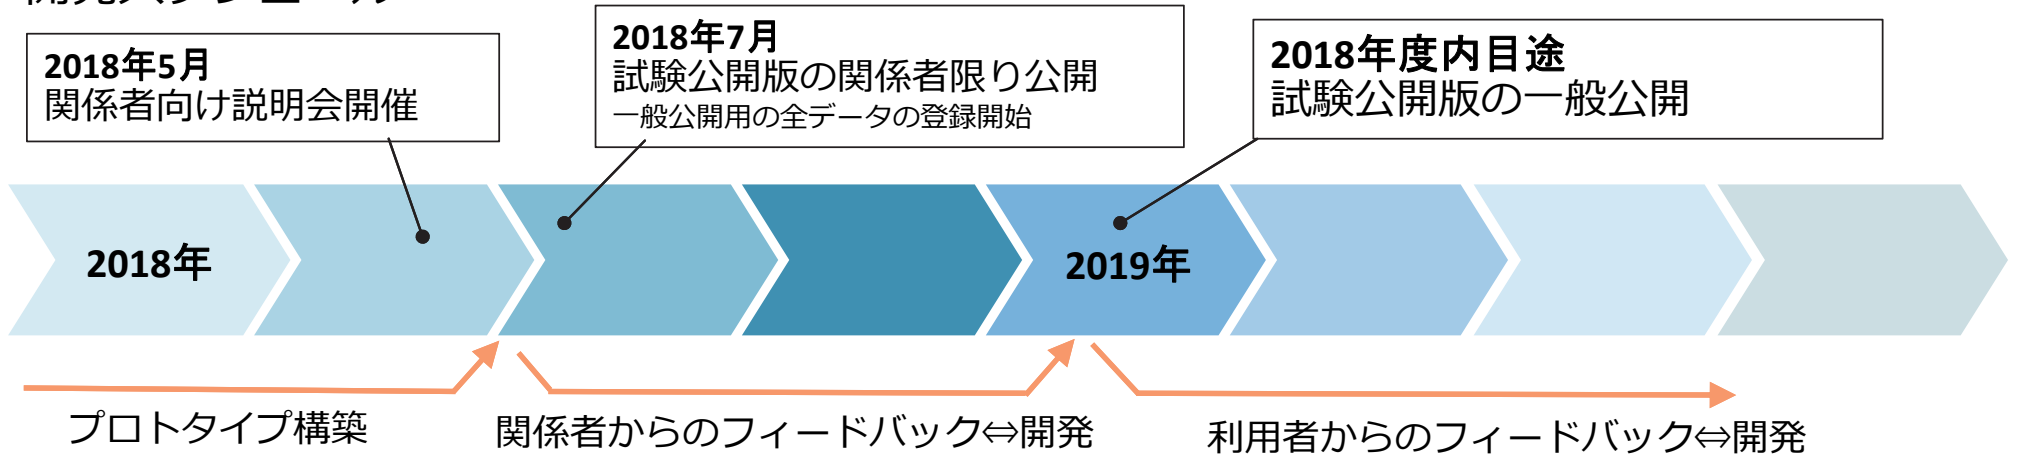 2018年5月
関係者向け説明会開催
2018年7月
試験公開版の関係者限り公開
一般公開用の全データの登録開始
2018年度内目途
試験公開版の一般公開
2018年
2019年
プロトタイプ構築
関係者からのフィードバック⇔開発
利用者からのフィードバック⇔開発